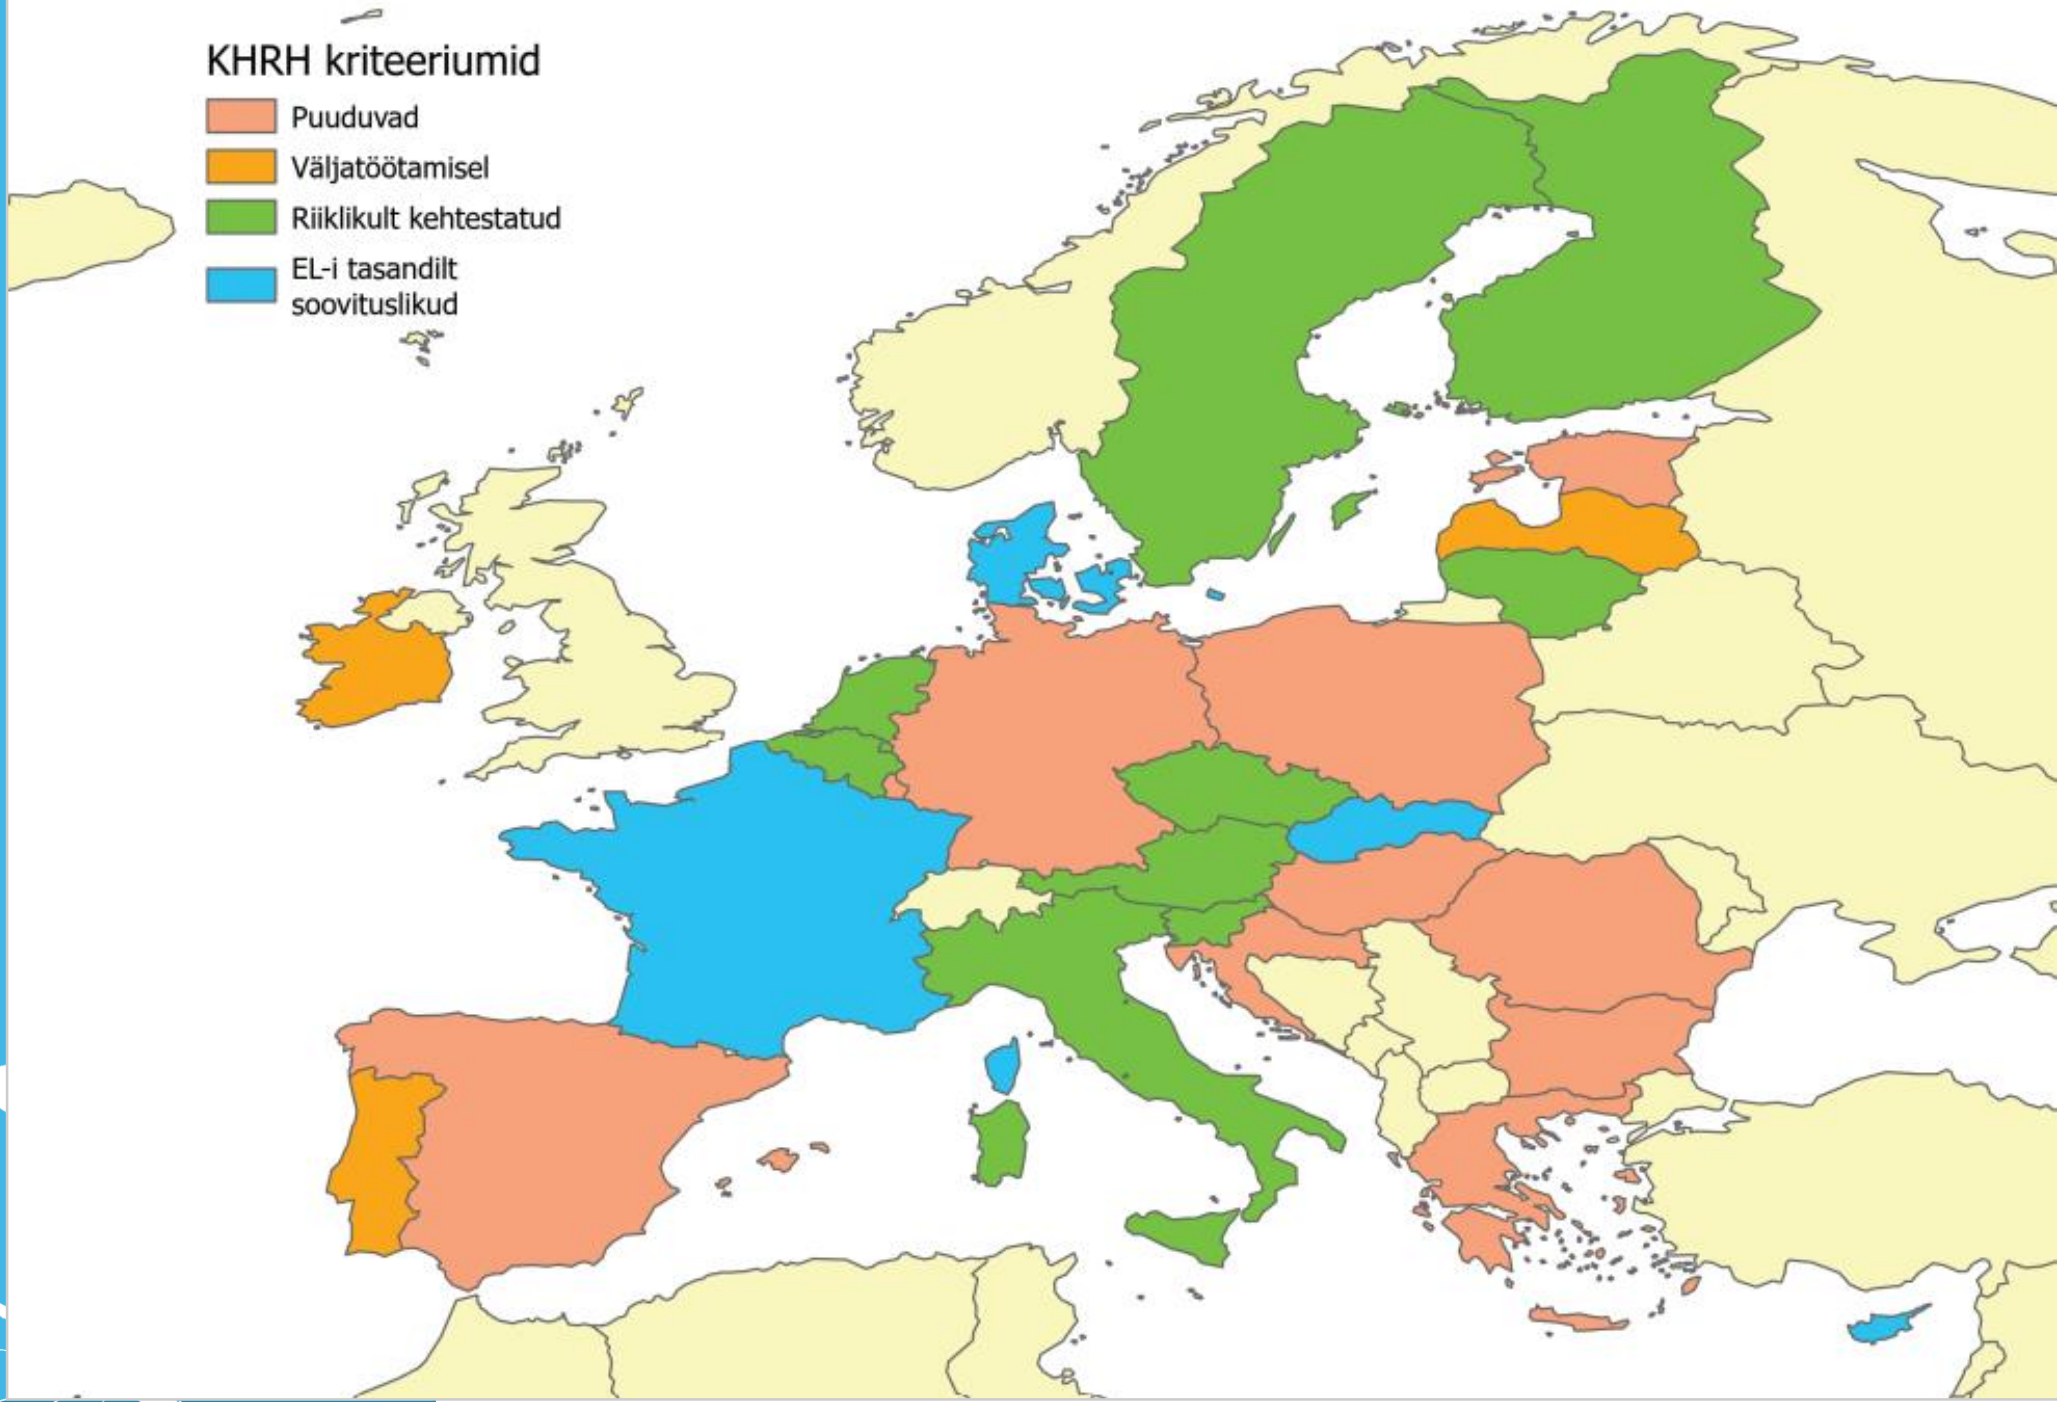 KHRH kriteeriumid
Puuduvad
Väljatöötamisel
Riiklikult kehtestatud
EL-i tasandilt
soovituslikud